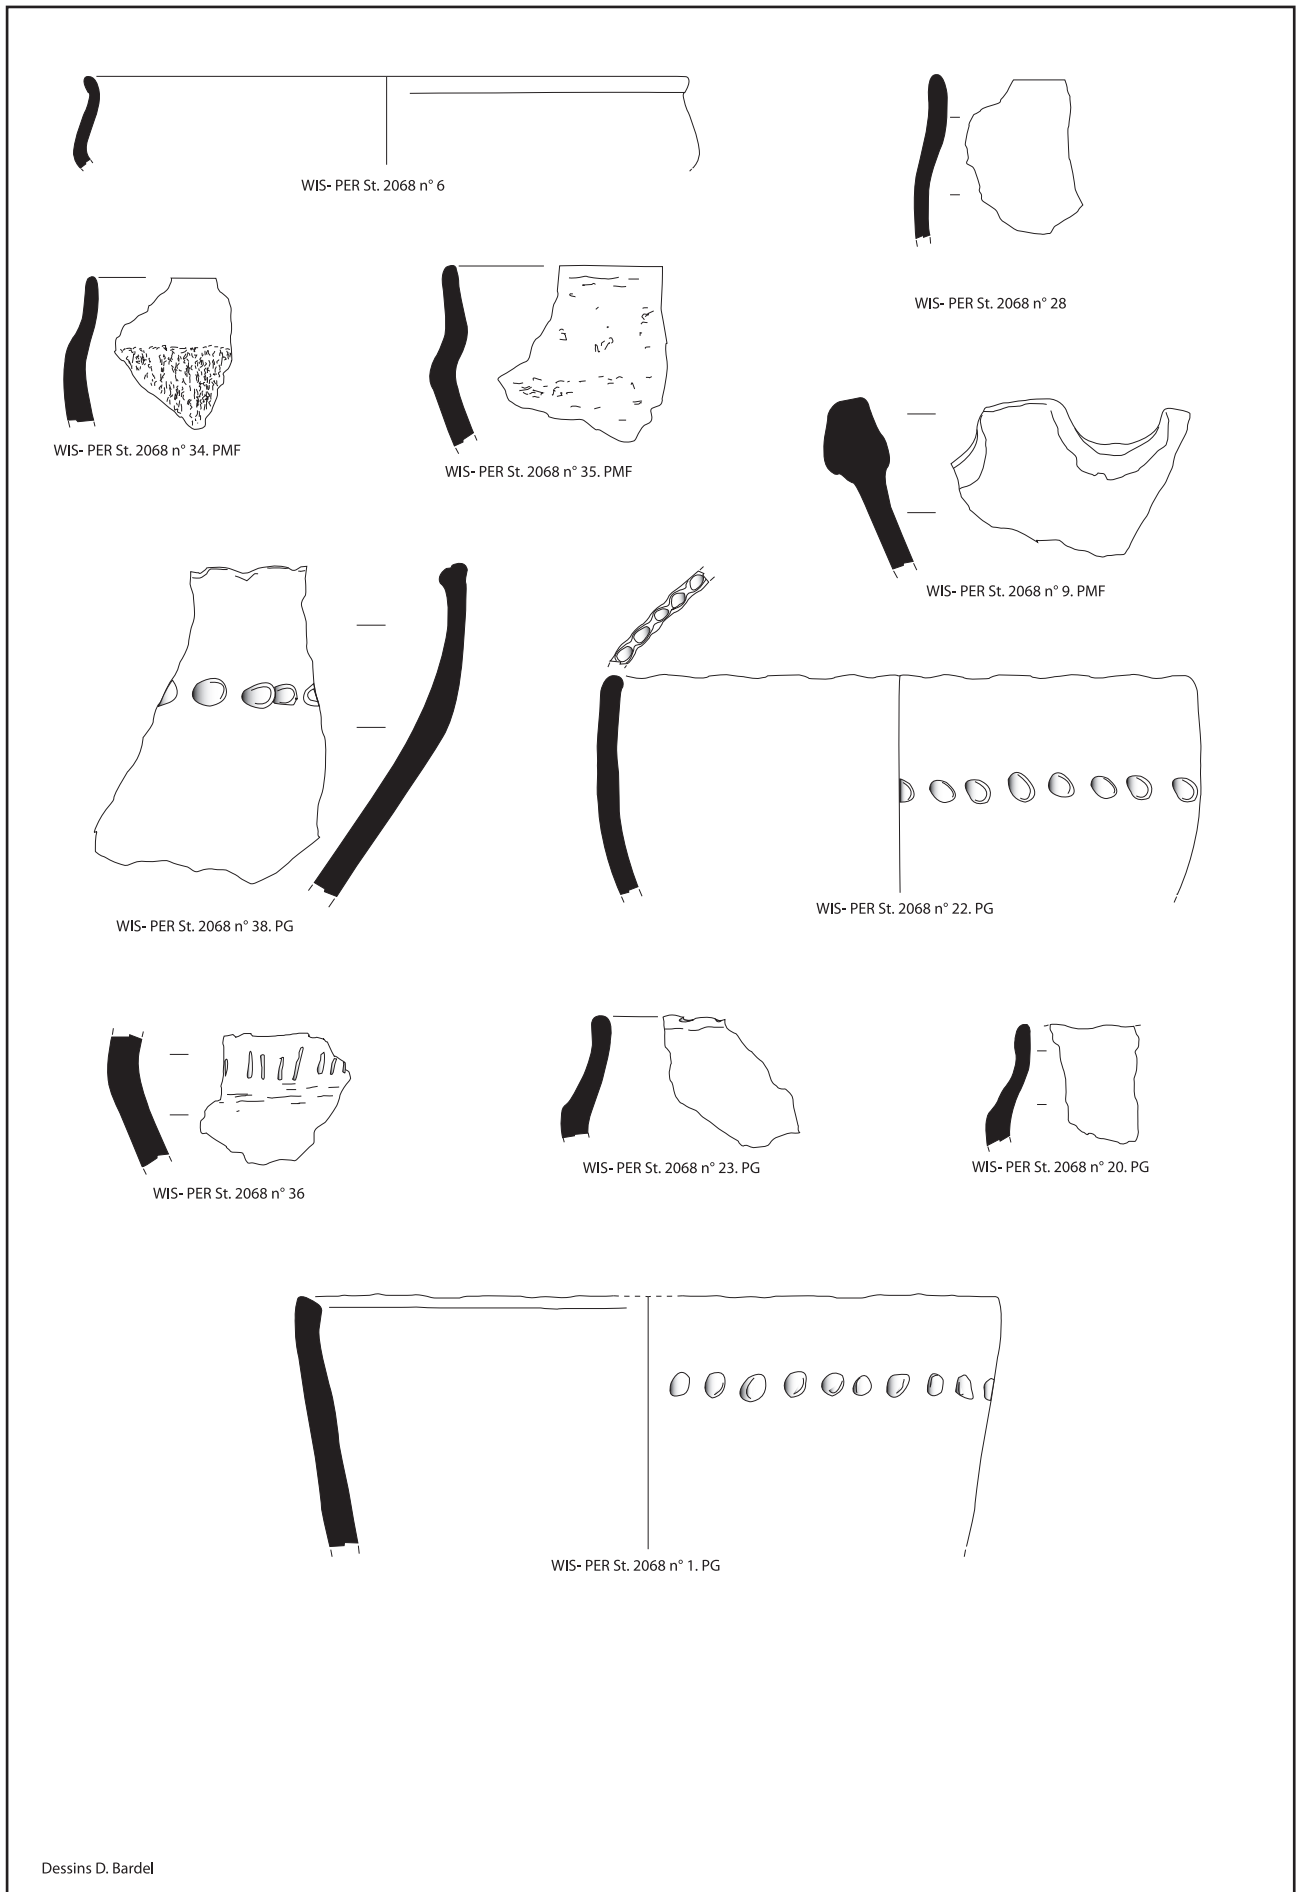 WIS- PER St. 2068 n° 6
WIS- PER St. 2068 n° 28
WIS- PER St. 2068 n° 34. PMF
WIS- PER St. 2068 n° 35. PMF
WIS- PER St. 2068 n° 9. PMF
WIS- PER St. 2068 n° 38. PG
WIS- PER St. 2068 n° 22. PG
WIS- PER St. 2068 n° 36
WIS- PER St. 2068 n° 23. PG
WIS- PER St. 2068 n° 20. PG
WIS- PER St. 2068 n° 1. PG
Dessins D. Bardel